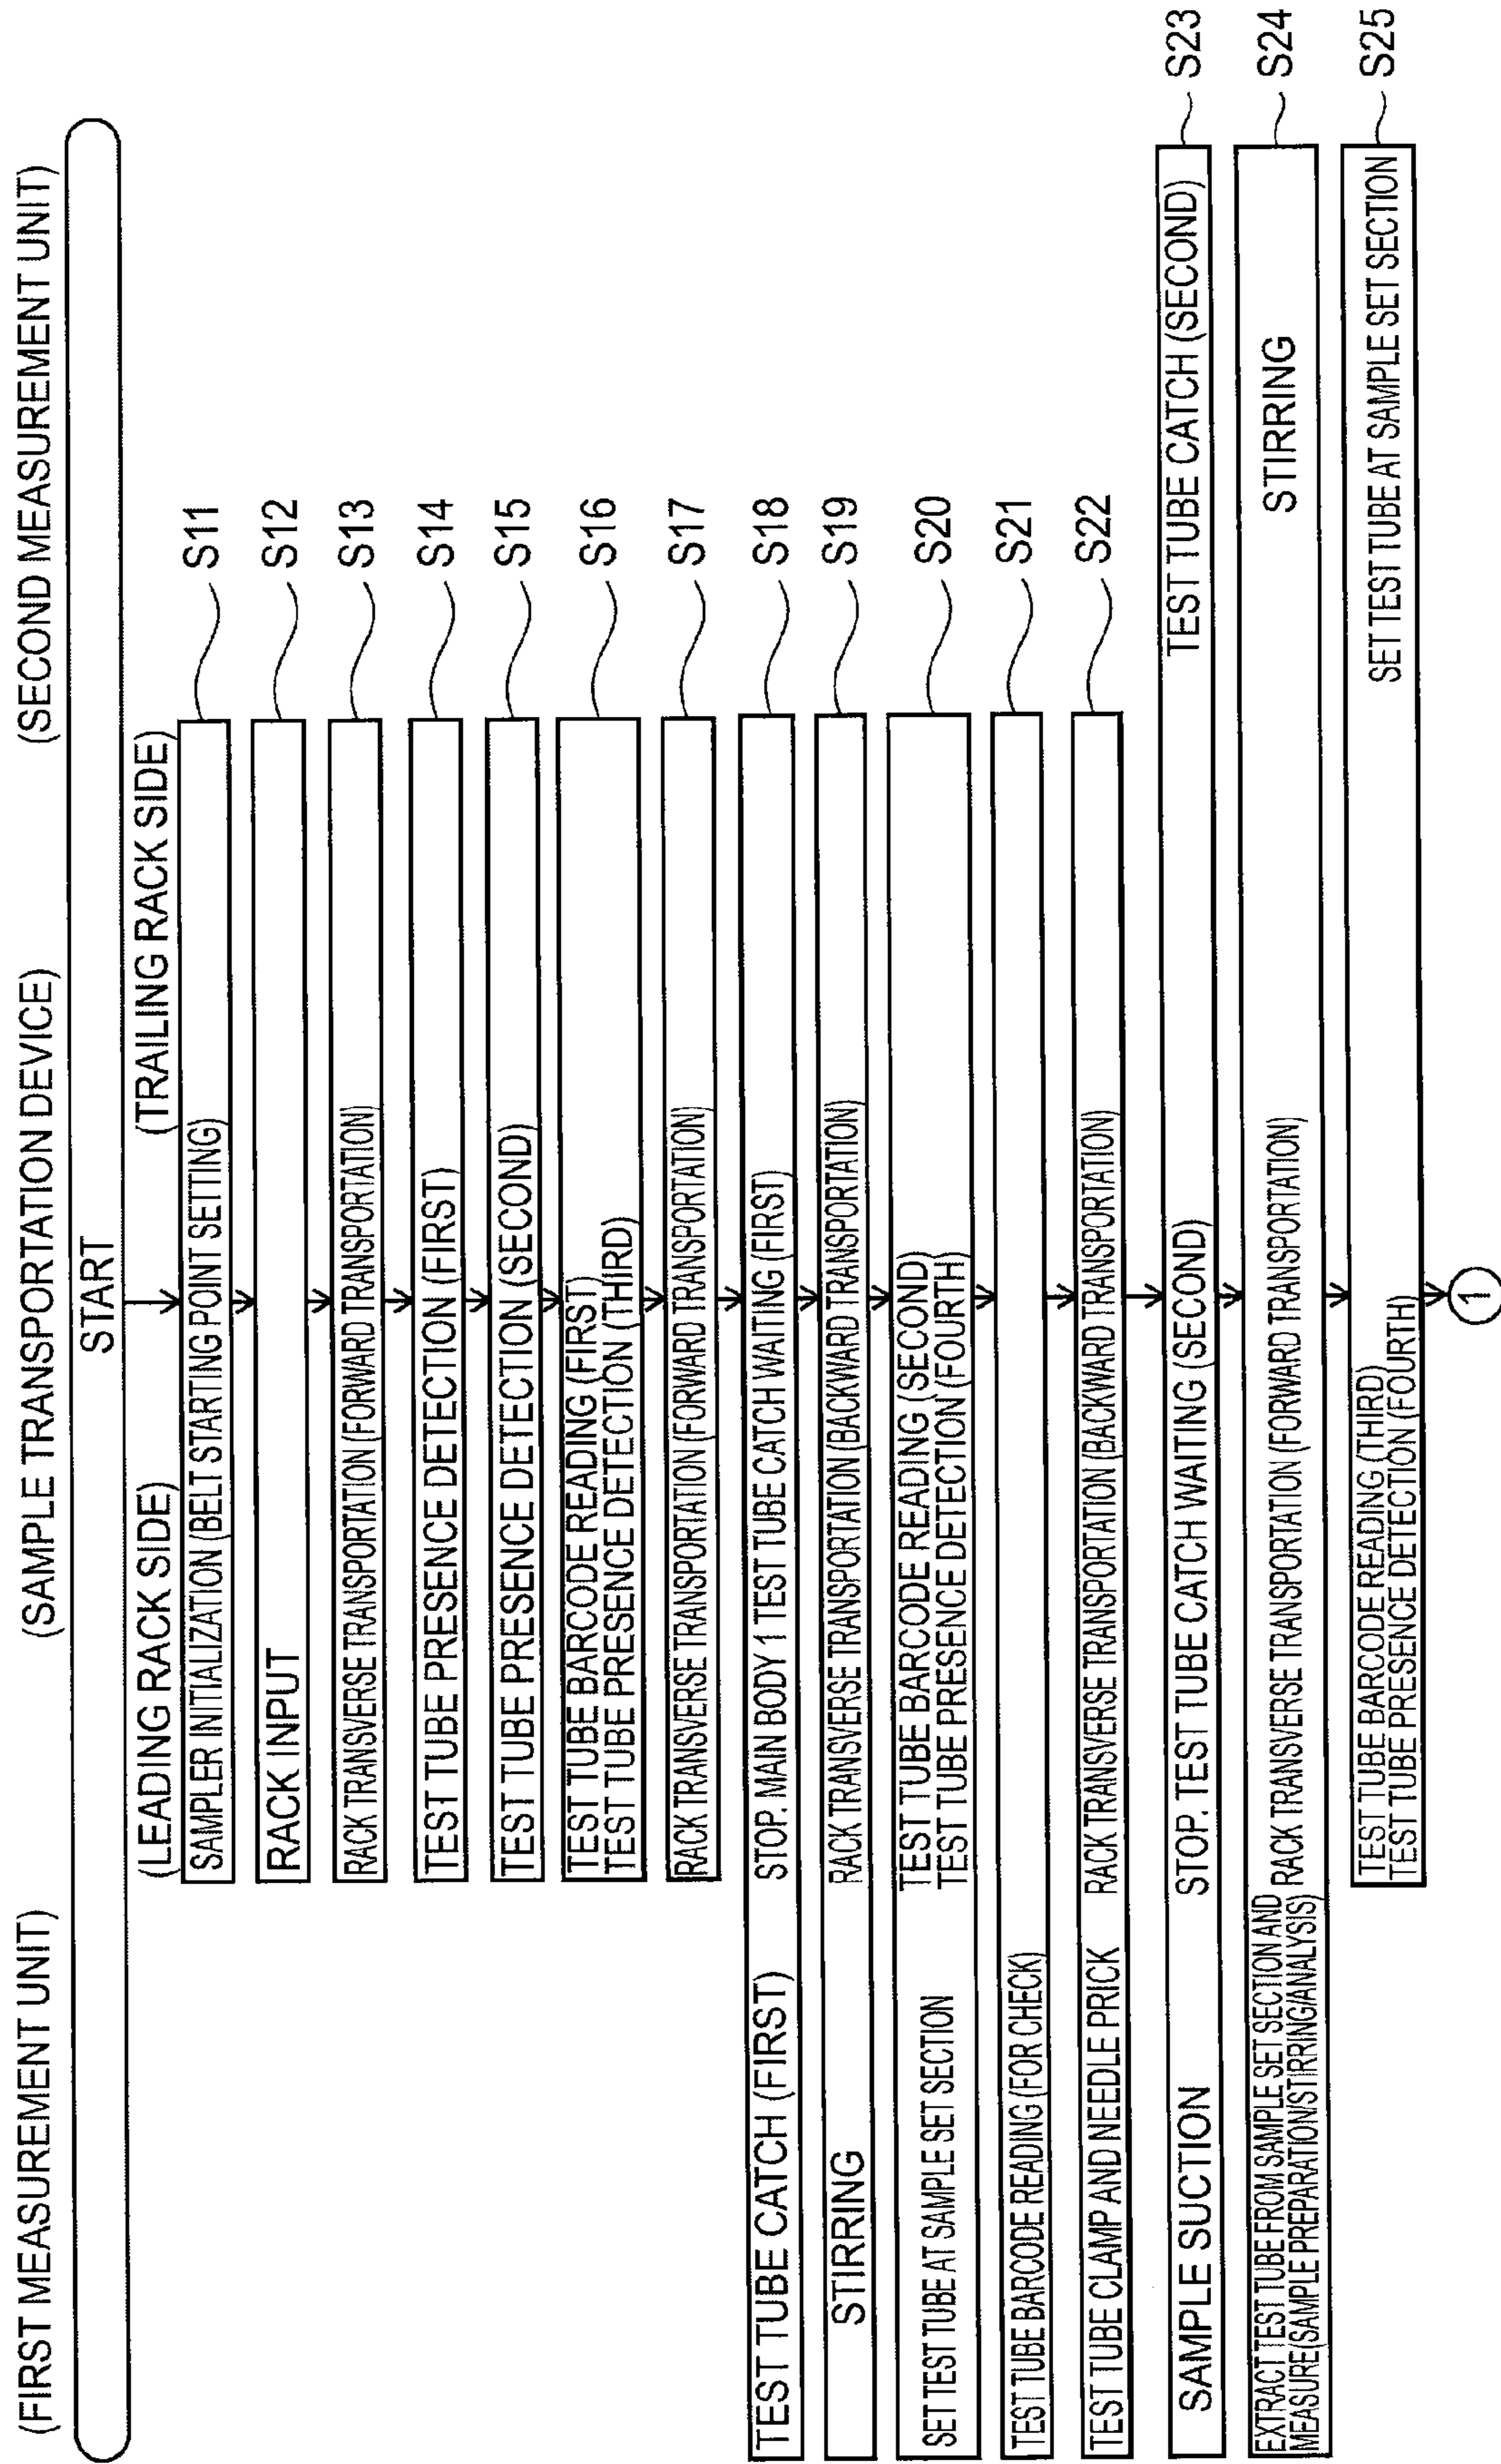 (FIRST MEASUREMENT UNIT)
(SAMPLE TRANSPORTATION DEVICE)
(SECOND MEASUREMENT UNIT)
START
(LEADING RACK SIDE)
(TRAILING RACK SIDE)
SAMPLER INITIALIZATION (BELT STARTING POINT SETTING)
S11
RACK INPUT
S12
RACK TRANSVERSE TRANSPORTATION (FORWARD TRANSPORTATION)
S13
TEST TUBE PRESENCE DETECTION (FIRST)
S14
TEST TUBE PRESENCE DETECTION (SECOND)
S15
TEST TUBE BARCODE READING (FIRST)
TEST TUBE PRESENCE DETECTION (THIRD)
S16
RACK TRANSVERSE TRANSPORTATION (FORWARD TRANSPORTATION)
S17
TEST TUBE CATCH (FIRST)
STOP. MAIN BODY 1 TEST TUBE CATCH WAITING (FIRST)
S18
STIRRING
RACK TRANSVERSE TRANSPORTATION (BACKWARD TRANSPORTATION)
S19
SET TEST TUBE AT SAMPLE SET SECTION
TEST TUBE BARCODE READING (SECOND)
TEST TUBE PRESENCE DETECTION (FOURTH)
S20
TEST TUBE BARCODE READING (FOR CHECK)
S21
TEST TUBE CLAMP AND NEEDLE PRICK
RACK TRANSVERSE TRANSPORTATION (BACKWARD TRANSPORTATION)
S22
SAMPLE SUCTION
STOP. TEST TUBE CATCH WAITING (SECOND)
TEST TUBE CATCH (SECOND)
S23
EXTRACT TEST TUBE FROM SAMPLE SET SECTION AND
MEASURE(SAMPLE PREPARATION/STIRRING/ANALYSIS)
RACK TRANSVERSE TRANSPORTATION (FORWARD TRANSPORTATION)
STIRRING
S24
TEST TUBE BARCODE READING (THIRD)
TEST TUBE PRESENCE DETECTION (FOURTH)
SET TEST TUBE AT SAMPLE SET SECTION
S25
1